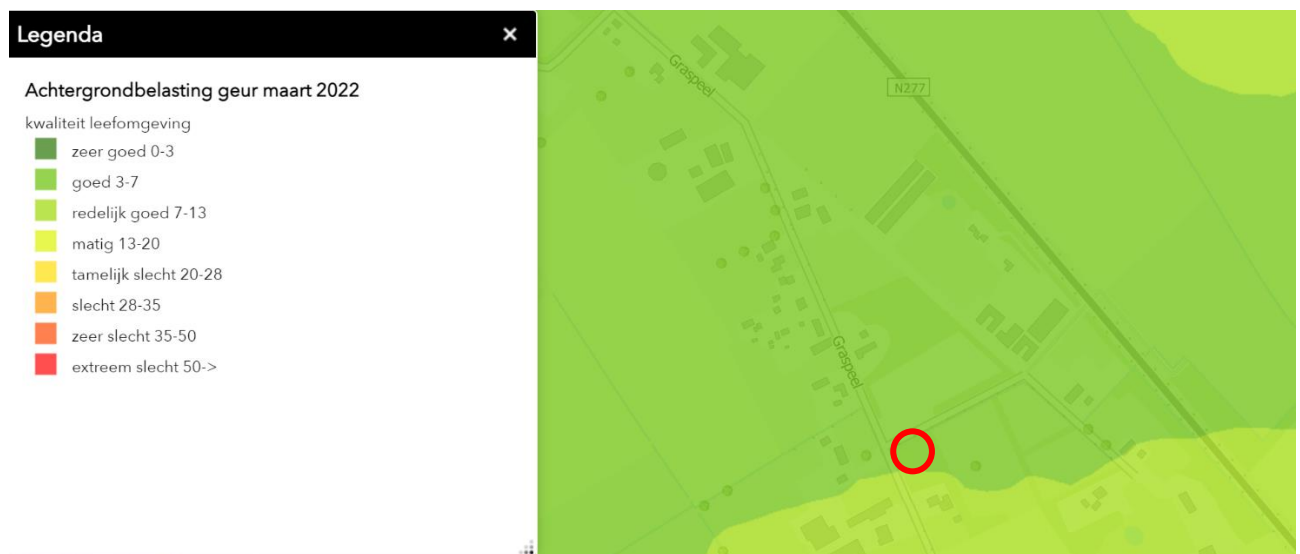 Legenda
Achtergrondbelasting geur maart 2022
kwaliteit leefomgeving
zeer goed 0-3
goed 3-7
redelijk goed 7-13
matig 13-20
tamelijk slecht 20-28
slecht 28-35
zeer slecht 35-50
extreem slecht 50->
Graspeel
N277
Graspeel